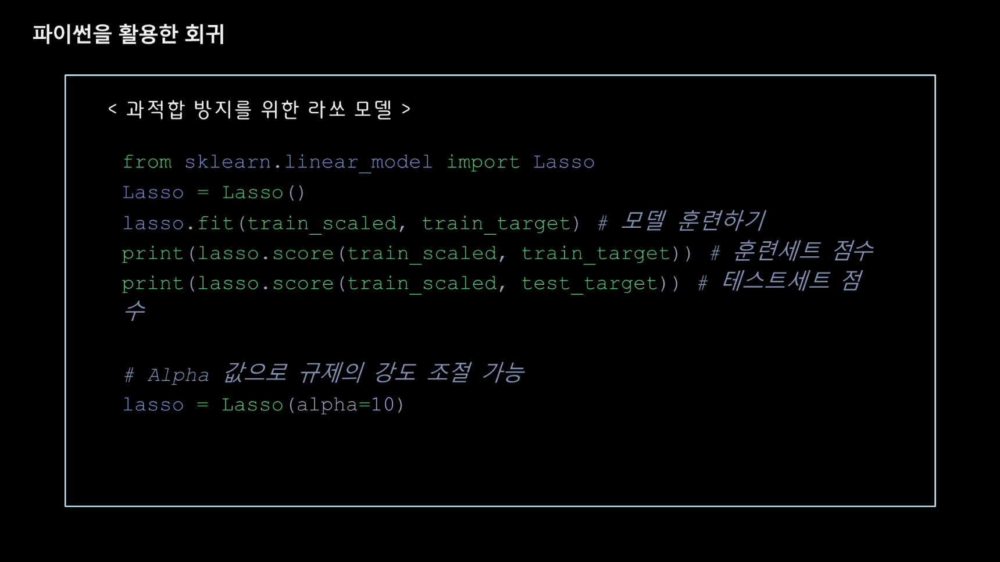 파이썬을 활용한 회귀
< 과적합 방지를 위한 라쏘 모델 >
from sklearn.linear_model import Lasso
Lasso = Lasso()
lasso.fit(train_scaled, train_target) # 모델 훈련하기
print(lasso.score(train_scaled, train_target)) # 훈련세트 점수
print(lasso.score(train_scaled, test_target)) # 테스트세트 점
수
# Alpha 값으로 규제의 강도 조절 가능
lasso = Lasso(alpha=10)